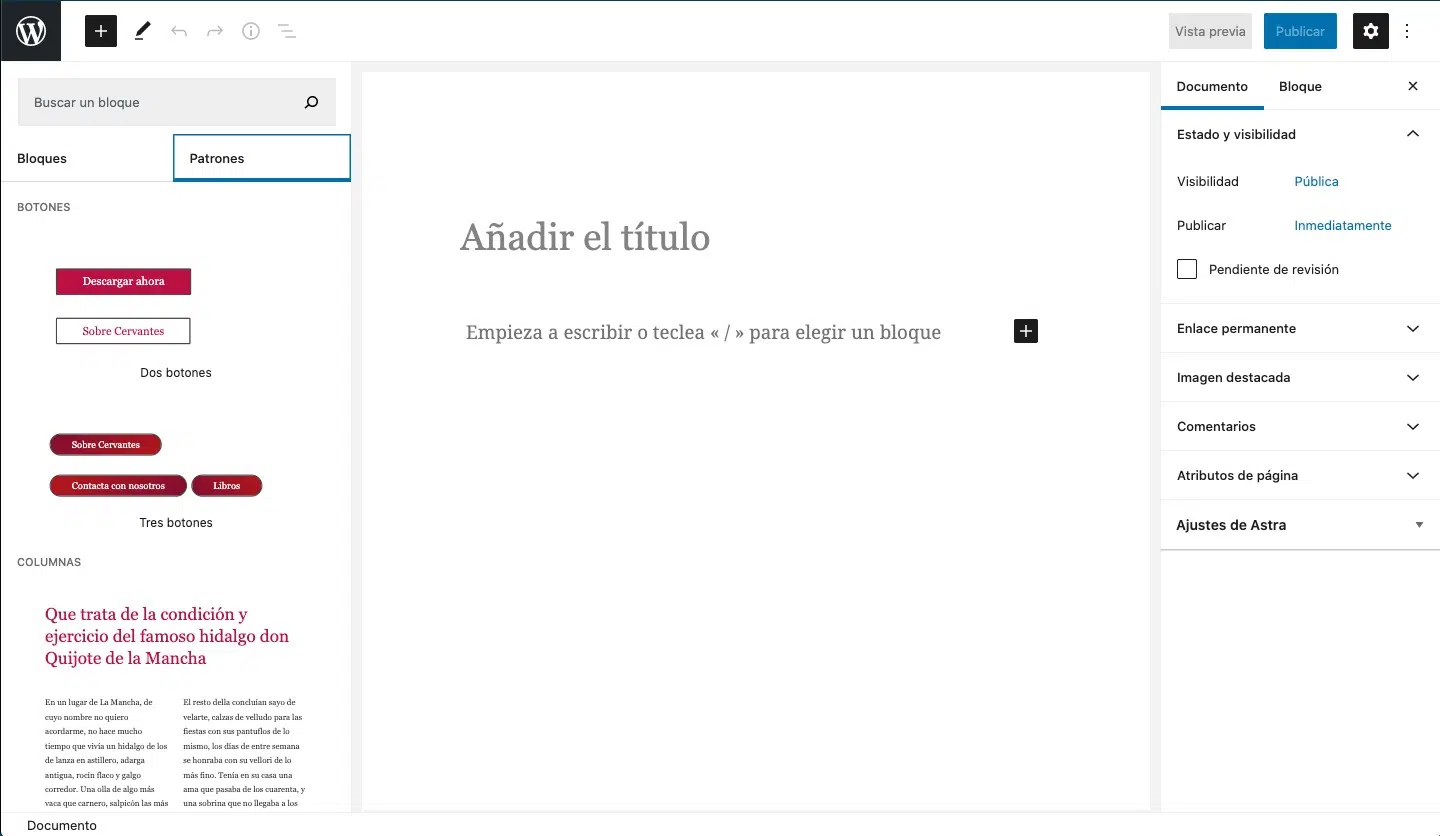 Vista previa
Publicar
Buscar un bloque
Bloques
Patrones
BOTONES
Descargar ahora
Sobre Cervantes
Dos botones
Sobre Cervantes
Contacta con nosotros
Libros
Tres botones
COLUMNAS
Que trata de la condición y
ejercicio del famoso hidalgo don
Quijote de la Mancha
En un lugar de La Mancha, de
cuyo nombre no quiero
acordarme, no hace mucho
tiempo que vivía un hidalgo de los
de lanza en astillero, adarga
antigua, rocín flaco y galgo
corredor. Una olla de algo más
vaca que carnero, salpicón las más
El resto della concluían sayo de
velarte, calzas de velludo para las
fiestas con sus pantuflos de lo
mismo, los días de entre semana
se honraba con su vellori de lo
más fino. Tenía en su casa una
ama que pasaba de los cuarenta, y
una sobrina que no llegaba a los
Añadir el título
Empieza a escribir o teclea « / » para elegir un bloque
Documento
Bloque
Estado y visibilidad
Visibilidad
Pública
Publicar
Inmediatamente
Pendiente de revisión
Enlace permanente
Imagen destacada
Comentarios
Atributos de página
Ajustes de Astra
Documento